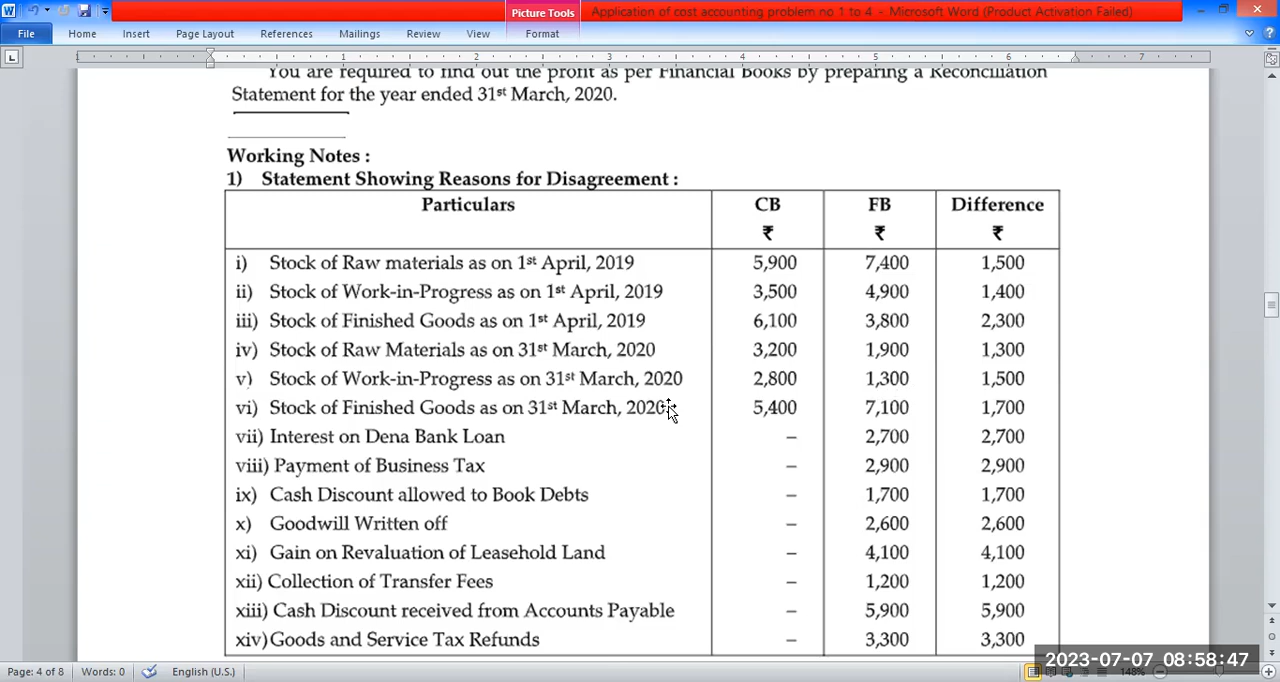 Picture Tools
Application of cost accounting problem no 1 to 4 - Microsoft Word (Product Activation Failed)
File Home Insert Page Layout References Mailings Review View Format
1 1 2 3 4 5 6 7
You are required to find out the profit as per Financial Books by preparing a Reconciliation
Statement for the year ended 31st March, 2020.
Working Notes :
1) Statement Showing Reasons for Disagreement :
Particulars CB FB Difference
₹ ₹ ₹
i) Stock of Raw materials as on 1st April, 2019 5,900 7,400 1,500
ii) Stock of Work-in-Progress as on 1st April, 2019 3,500 4,900 1,400
iii) Stock of Finished Goods as on 1st April, 2019 6,100 3,800 2,300
iv) Stock of Raw Materials as on 31st March, 2020 3,200 1,900 1,300
v) Stock of Work-in-Progress as on 31st March, 2020 2,800 1,300 1,500
vi) Stock of Finished Goods as on 31st March, 2020 5,400 7,100 1,700
vii) Interest on Dena Bank Loan – 2,700 2,700
viii) Payment of Business Tax – 2,900 2,900
ix) Cash Discount allowed to Book Debts – 1,700 1,700
x) Goodwill Written off – 2,600 2,600
xi) Gain on Revaluation of Leasehold Land – 4,100 4,100
xii) Collection of Transfer Fees – 1,200 1,200
xiii) Cash Discount received from Accounts Payable – 5,900 5,900
xiv) Goods and Service Tax Refunds – 3,300 3,300
2023-07-07 08:58:47
Page: 4 of 8 Words: 0 English (U.S.) 148%